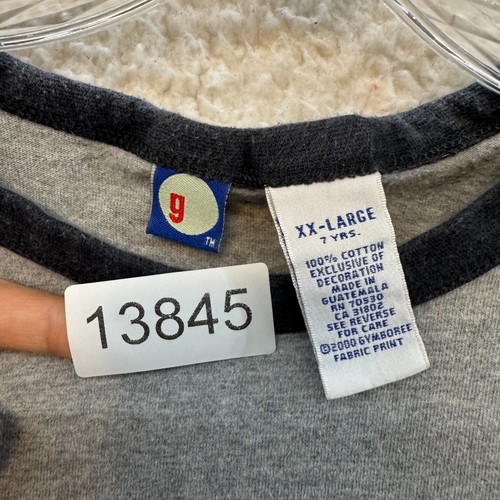 g
TM
13845
XX-LARGE
7 YRS.
100% COTTON
EXCLUSIVE OF
DECORATION
MADE IN
GUATEMALA
RN 70530
CA 31802
SEE REVERSE
FOR CARE
©2000 GYMBOREE
FABRIC PRINT